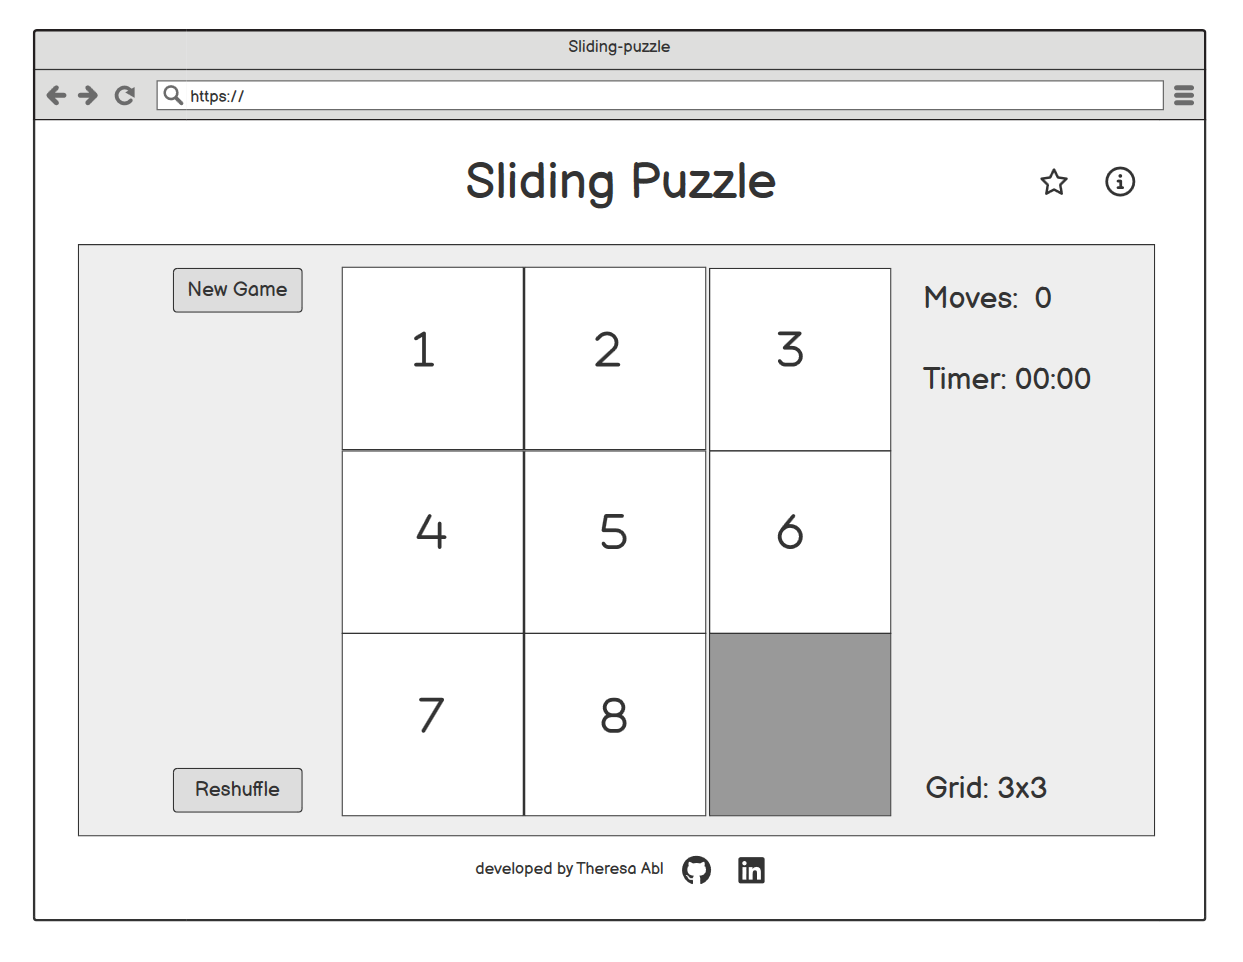 Sliding-puzzle
https://
Sliding Puzzle
New Game
1 2 3
Moves: 0
Timer: 00:00
4 5 6
7 8
Reshuffle
Grid: 3x3
developed by Theresa Abl
in